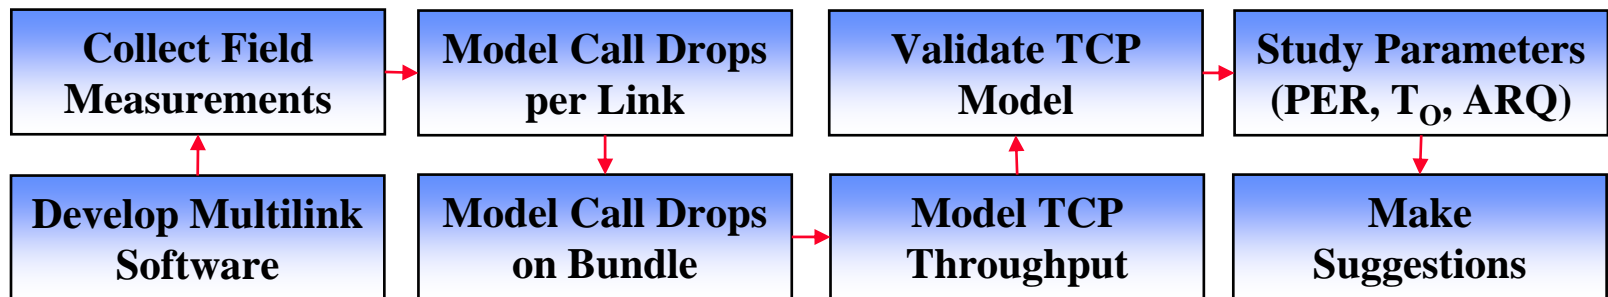 Collect Field
Measurements
Model Call Drops
per Link
Validate TCP
Model
Study Parameters
(PER, T_O, ARQ)
Develop Multilink
Software
Model Call Drops
on Bundle
Model TCP
Throughput
Make
Suggestions